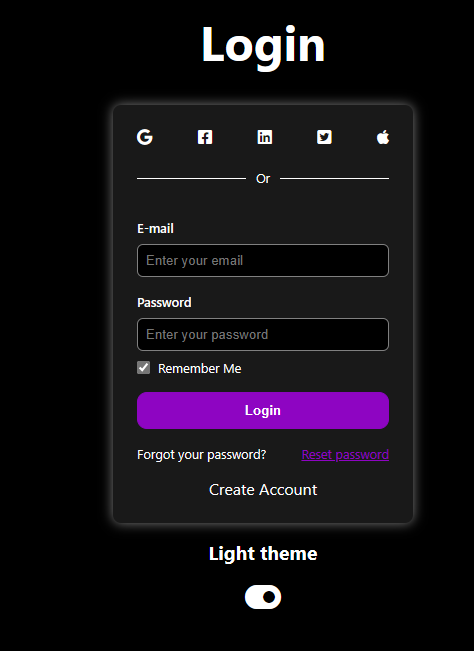 Login
Or
E-mail
Enter your email
Password
Enter your password
Remember Me
Login
Forgot your password? Reset password
Create Account
Light theme